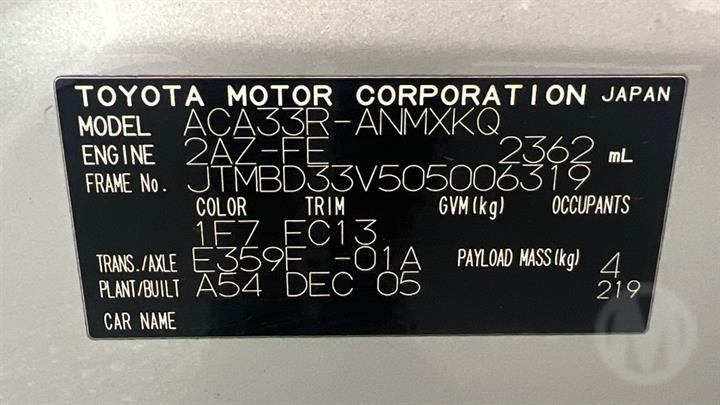 TOYOTA MOTOR CORPORATION JAPAN
MODEL ACA33R-ANMXKQ
ENGINE 2AZ-FE 2362 mL
FRAME No. JTMBD33V505006319
COLOR TRIM GVM(kg) OCCUPANTS
1F7 FC13
TRANS./AXLE E359F -01A PAYLOAD MASS(kg) 4
PLANT/BUILT A54 DEC 05 219
CAR NAME
M